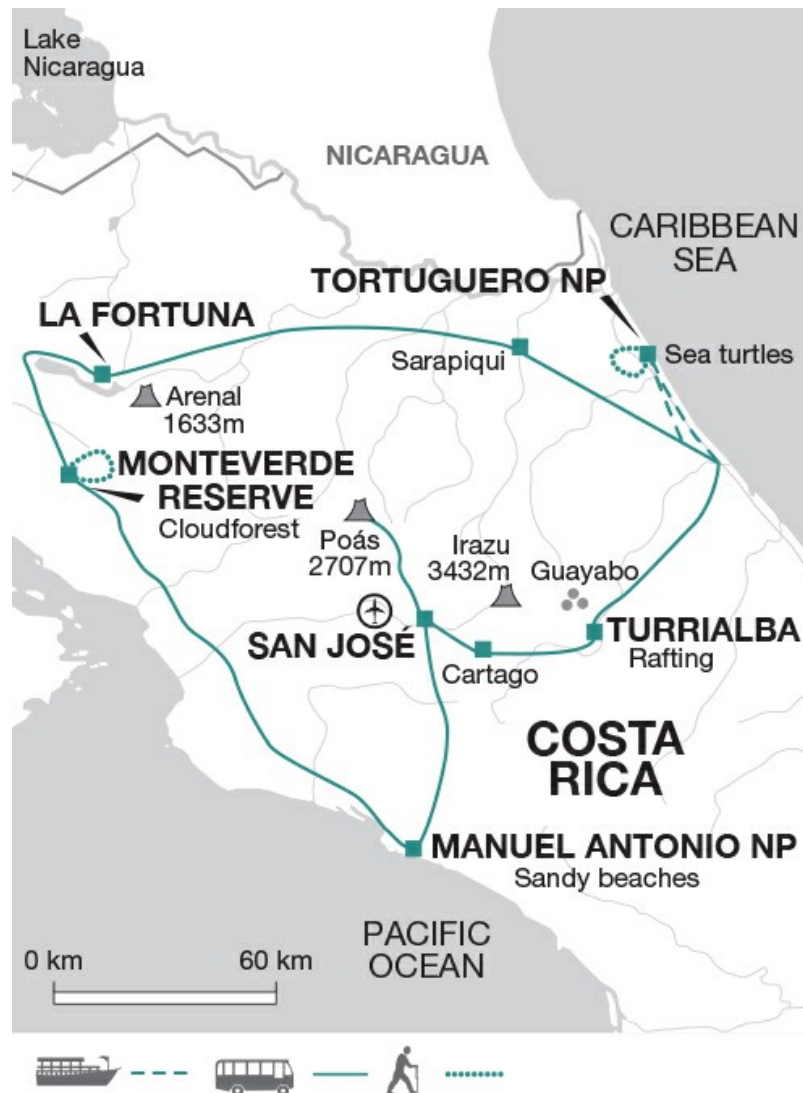 Lake
Nicaragua
NICARAGUA
CARIBBEAN
SEA
TORTUGUERO NP
LA FORTUNA
Sarapiqui
Sea turtles
Arenal
1633m
MONTEVERDE
RESERVE
Cloudforest
Poás
2707m
Irazu
3432m
Guayabo
SAN JOSÉ
TURRIALBA
Rafting
Cartago
COSTA
RICA
MANUEL ANTONIO NP
Sandy beaches
PACIFIC
OCEAN
0 km
60 km